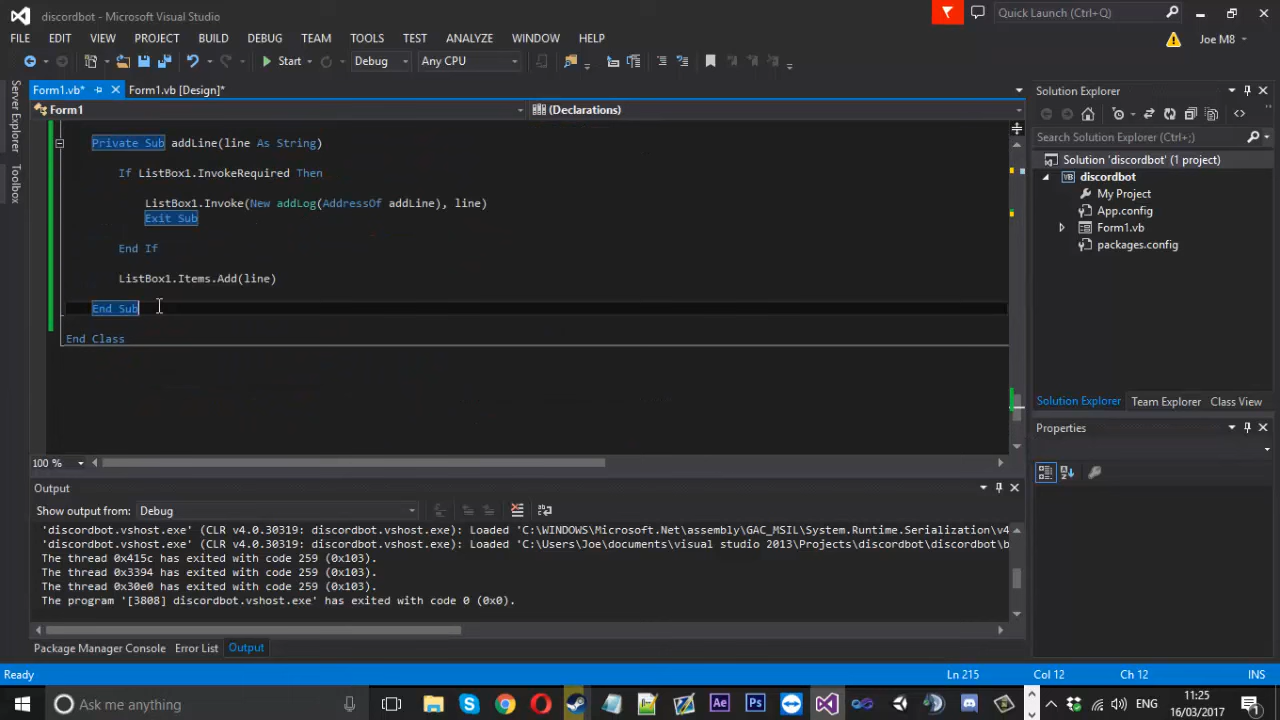 discordbot - Microsoft Visual Studio
Quick Launch (Ctrl+Q)
FILE EDIT VIEW PROJECT BUILD DEBUG TEAM TOOLS TEST ANALYZE WINDOW HELP
Joe M8
Start Debug Any CPU
Server Explorer
Toolbox
Form1.vb*
Form1.vb [Design]*
Form1
(Declarations)
Private Sub addLine(line As String)
If ListBox1.InvokeRequired Then
ListBox1.Invoke(New addLog(AddressOf addLine), line)
Exit Sub
End If
ListBox1.Items.Add(line)
End Sub
End Class
100 %
Solution Explorer
Search Solution Explorer (Ctrl+;)
Solution 'discordbot' (1 project)
discordbot
My Project
App.config
Form1.vb
packages.config
Solution Explorer Team Explorer Class View
Properties
Output
Show output from: Debug
'discordbot.vshost.exe' (CLR v4.0.30319: discordbot.vshost.exe): Loaded 'C:\WINDOWS\Microsoft.Net\assembly\GAC_MSIL\System.Runtime.Serialization\v4
'discordbot.vshost.exe' (CLR v4.0.30319: discordbot.vshost.exe): Loaded 'C:\Users\Joe\documents\visual studio 2013\Projects\discordbot\discordbot\b
The thread 0x415c has exited with code 259 (0x103).
The thread 0x3394 has exited with code 259 (0x103).
The thread 0x30e0 has exited with code 259 (0x103).
The program '[3808] discordbot.vshost.exe' has exited with code 0 (0x0).
Package Manager Console Error List Output
Ready
Ln 215 Col 12 Ch 12 INS
Ask me anything
Ae
Ps
ENG
11:25
16/03/2017